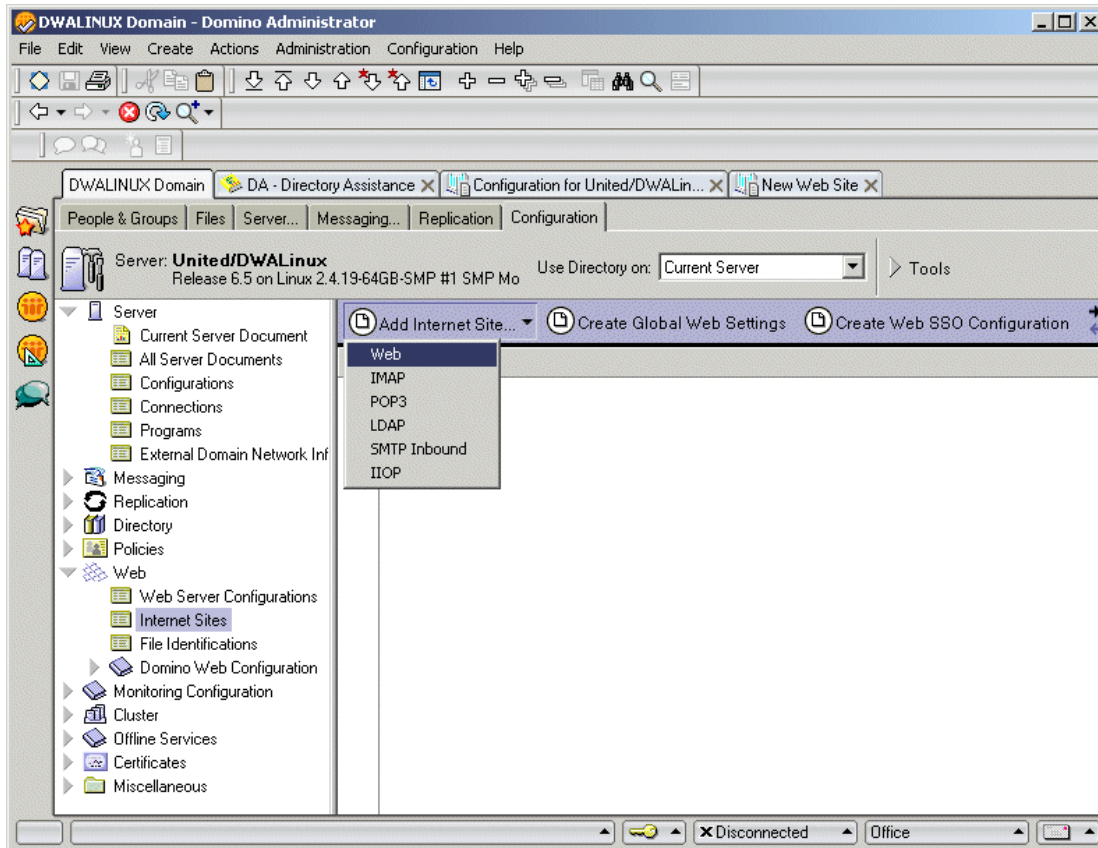 DWALINUX Domain - Domino Administrator
File Edit View Create Actions Administration Configuration Help
DWALINUX Domain DA - Directory Assistance Configuration for United/DWALin... New Web Site
People & Groups Files Server... Messaging... Replication Configuration
Server: United/DWALinux
Release 6.5 on Linux 2.4.19-64GB-SMP #1 SMP Mo
Use Directory on: Current Server
Tools
Add Internet Site... Create Global Web Settings Create Web SSO Configuration
Web
IMAP
POP3
LDAP
SMTP Inbound
IIOP
Server
Current Server Document
All Server Documents
Configurations
Connections
Programs
External Domain Network Inf
Messaging
Replication
Directory
Policies
Web
Web Server Configurations
Internet Sites
File Identifications
Domino Web Configuration
Monitoring Configuration
Cluster
Offline Services
Certificates
Miscellaneous
Disconnected Office